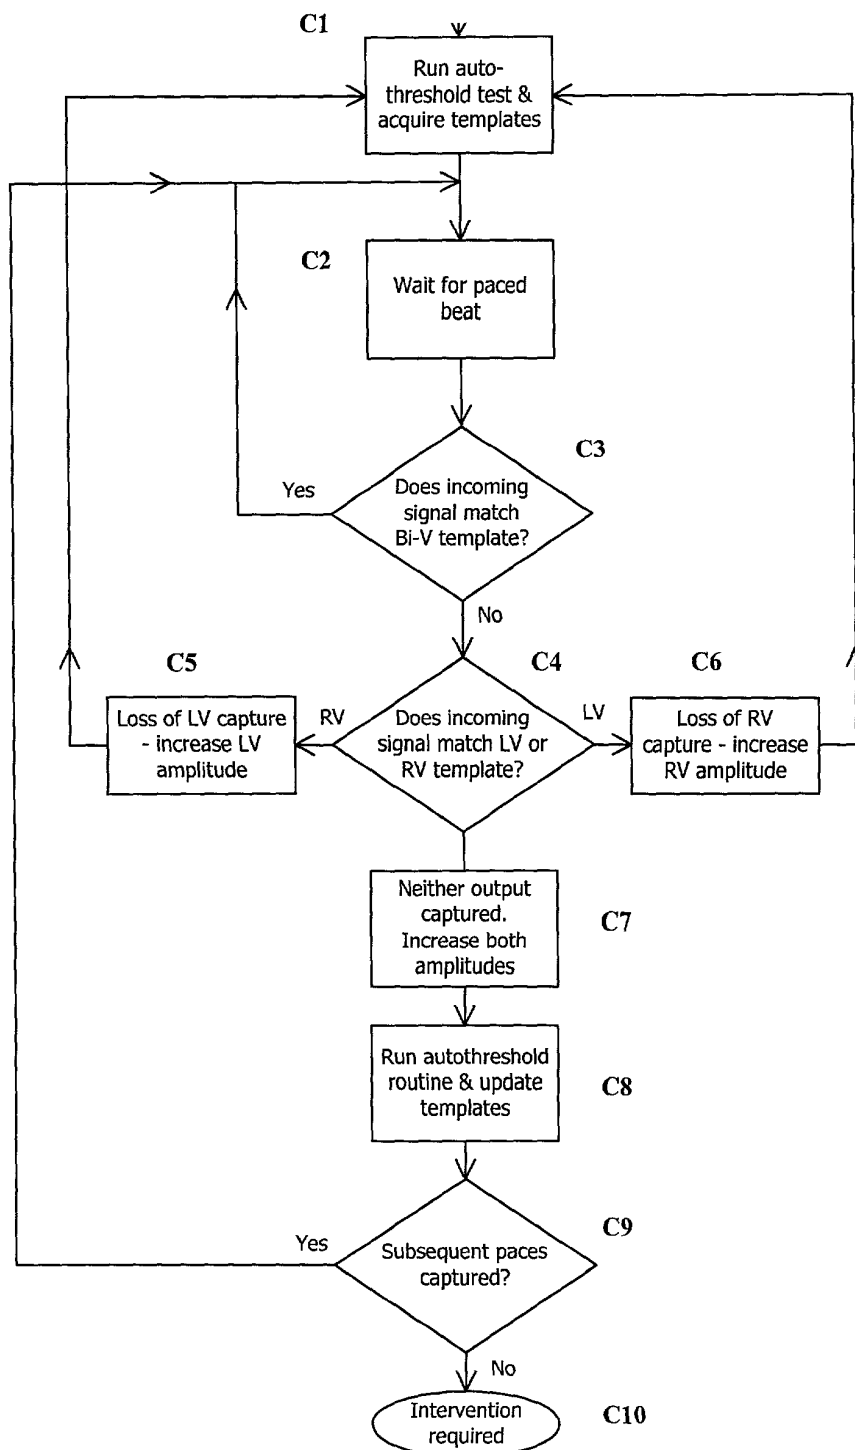 C1
Run auto-
threshold test &
acquire templates
C2
Wait for paced
beat
C3
Yes
Does incoming
signal match
Bi-V template?
No
C5
C4
C6
Loss of LV capture
- increase LV
amplitude
RV
Does incoming
signal match LV or
RV template?
LV
Loss of RV
capture - increase
RV amplitude
Neither output
captured.
Increase both
amplitudes
C7
Run autothreshold
routine & update
templates
C8
C9
Yes
Subsequent paces
captured?
No
Intervention
required
C10